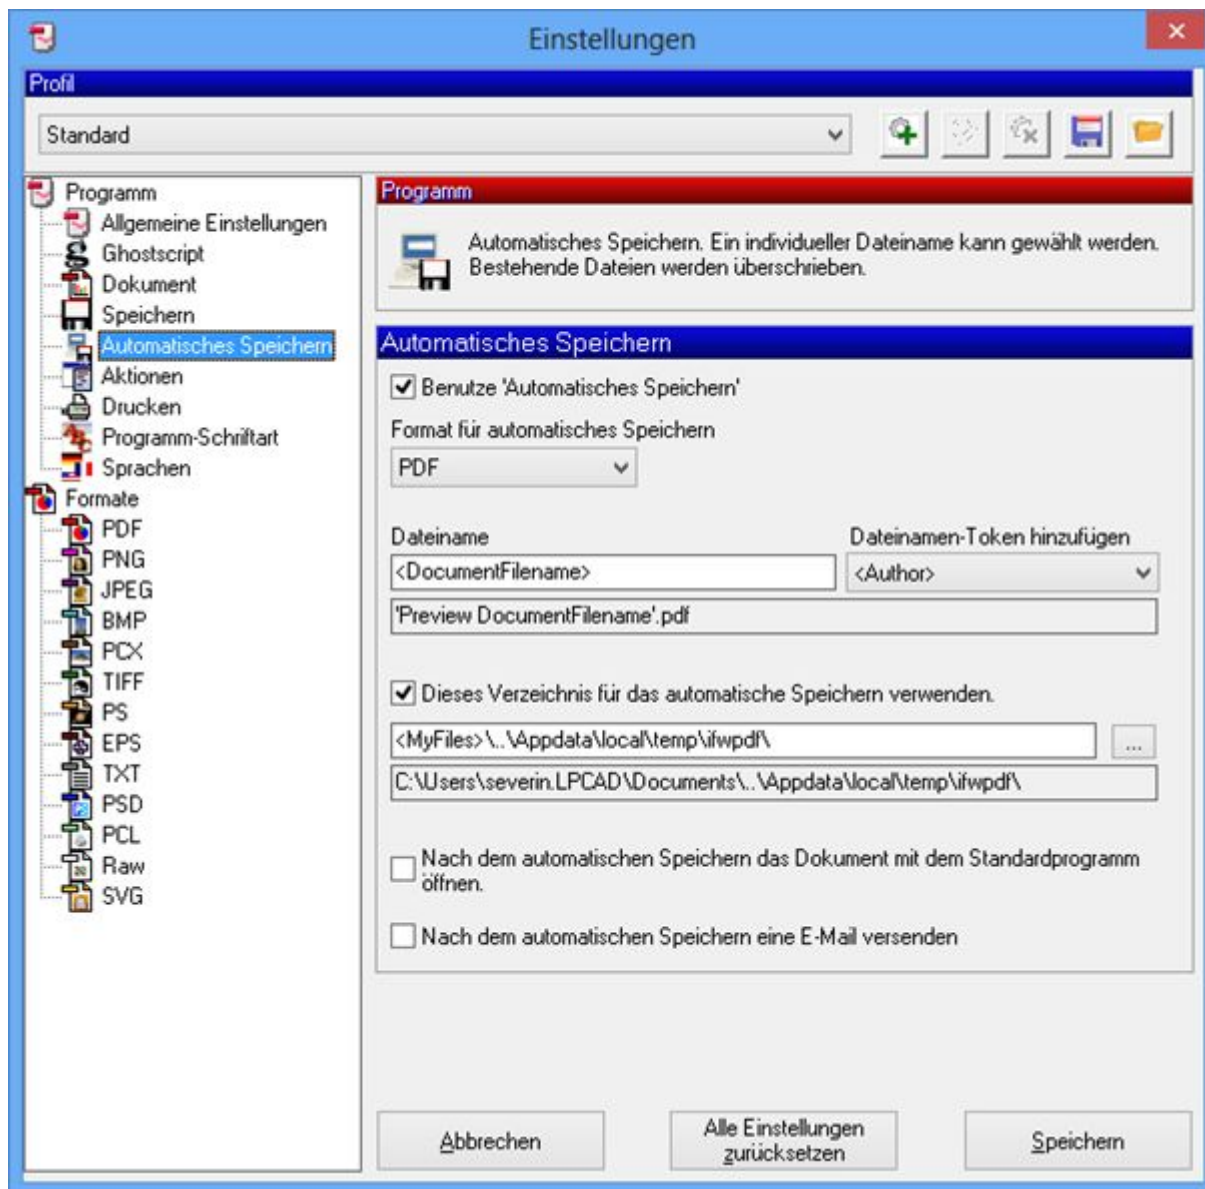 Einstellungen
Profil
Standard
Programm
Allgemeine Einstellungen
Ghostscript
Dokument
Speichern
Automatisches Speichern
Aktionen
Drucken
Programm-Schriftart
Sprachen
Formate
PDF
PNG
JPEG
BMP
PCX
TIFF
PS
EPS
TXT
PSD
PCL
Raw
SVG
Programm
Automatisches Speichern. Ein individueller Dateiname kann gewählt werden.
Bestehende Dateien werden überschrieben.
Automatisches Speichern
Benutze 'Automatisches Speichern'
Format für automatisches Speichern
PDF
Dateiname
Dateinamen-Token hinzufügen
<DocumentFilename>
<Author>
'Preview DocumentFilename'.pdf
Dieses Verzeichnis für das automatische Speichern verwenden.
<MyFiles>\..\Appdata\local\temp\ifwpdf\
...
C:\Users\severin.LPCAD\Documents\..\Appdata\local\temp\ifwpdf\
Nach dem automatischen Speichern das Dokument mit dem Standardprogramm
öffnen.
Nach dem automatischen Speichern eine E-Mail versenden
Abbrechen
Alle Einstellungen
zurücksetzen
Speichern